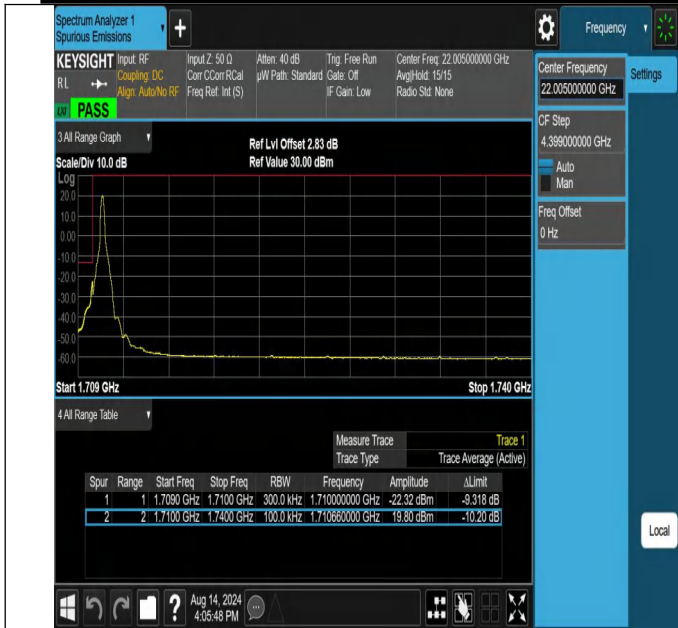 Spectrum Analyzer 1
Spurious Emissions
+
Frequency
KEYSIGHT
RL
PASS
Input: RF
Coupling: DC
Align: Auto/No RF
Input Z: 50 Ω
Corr CCorr RCal
Freq Ref: Int (S)
Atten: 40 dB
µW Path: Standard
Trig: Free Run
Gate: Off
IF Gain: Low
Center Freq: 22.005000000 GHz
Avg|Hold: 15/15
Radio Std: None
Center Frequency
22.005000000 GHz
Settings
CF Step
4.399000000 GHz
Auto
Man
Freq Offset
0 Hz
3 All Range Graph
Scale/Div 10.0 dB
Ref Lvl Offset 2.83 dB
Ref Value 30.00 dBm
Log
20.0
10.0
0.00
-10.0
-20.0
-30.0
-40.0
-50.0
-60.0
Start 1.709 GHz
Stop 1.740 GHz
4 All Range Table
Measure Trace Trace 1
Trace Type Trace Average (Active)
Spur Range Start Freq Stop Freq RBW Frequency Amplitude ΔLimit
1 1 1.7090 GHz 1.7100 GHz 300.0 kHz 1.710000000 GHz -22.32 dBm -9.318 dB
2 2 1.7100 GHz 1.7400 GHz 100.0 kHz 1.710660000 GHz 19.80 dBm -10.20 dB
Local
?
Aug 14, 2024
4:05:48 PM